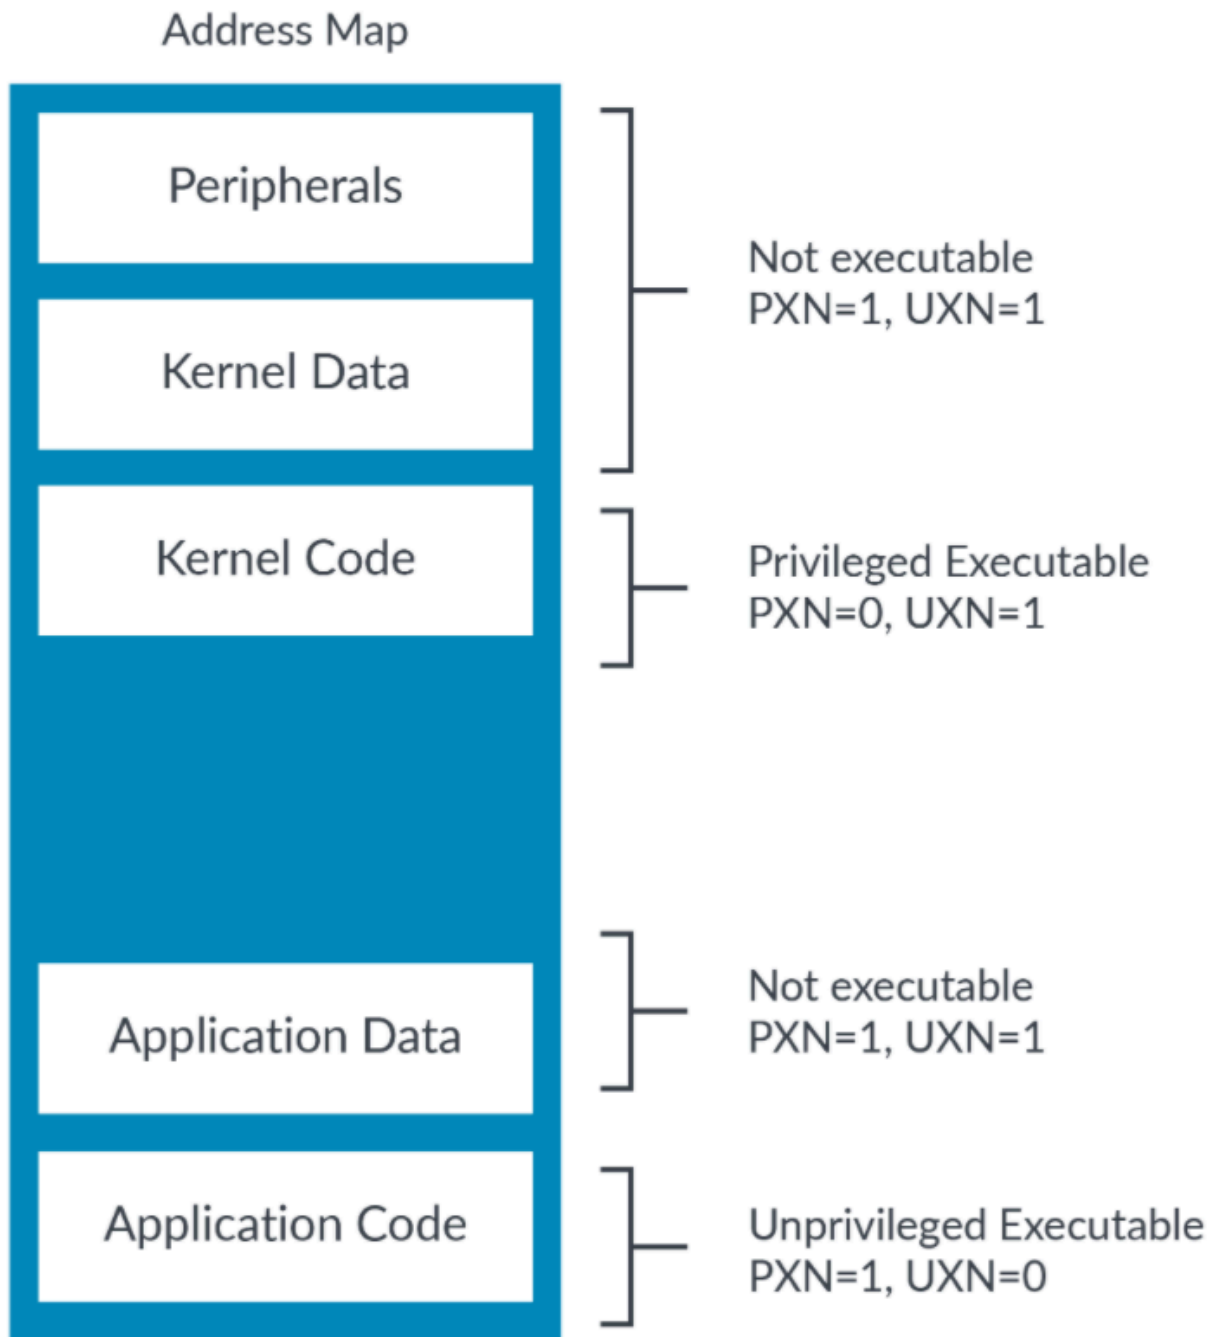 Address Map
Peripherals
Not executable
PXN=1, UXN=1
Kernel Data
Kernel Code
Privileged Executable
PXN=0, UXN=1
Application Data
Not executable
PXN=1, UXN=1
Application Code
Unprivileged Executable
PXN=1, UXN=0